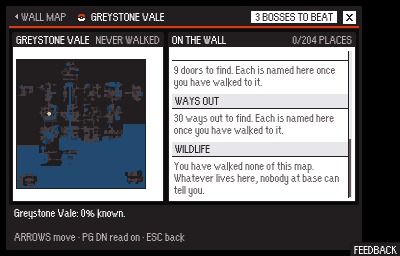 WALL MAP GREYSTONE VALE 3 BOSSES TO BEAT X
GREYSTONE VALE NEVER WALKED
ON THE WALL 0/204 PLACES
9 doors to find. Each is named here once
you have walked to it.
WAYS OUT
30 ways out to find. Each is named here
once you have walked to it.
WILDLIFE
You have walked none of this map.
Whatever lives here, nobody at base can
tell you.
Greystone Vale: 0% known.
ARROWS move · PG DN read on · ESC back
FEEDBACK